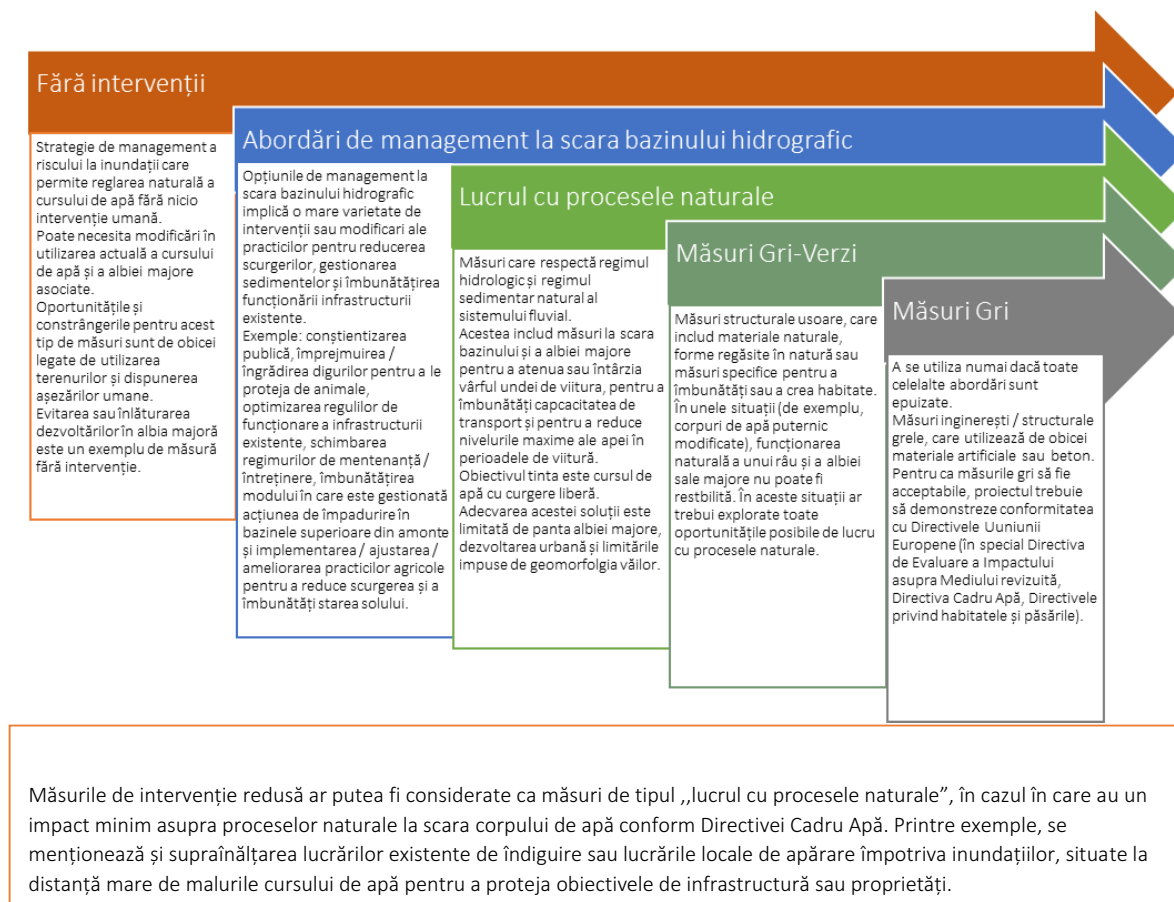 Fără intervenții
Strategie de management a
riscului la inundații care
permite reglarea naturală a
cursului de apă fără nicio
intervenție umană.
Poate necesita modificări în
utilizarea actuală a cursului
de apă și a albiei majore
asociate.
Oportunitățile și
constrângerile pentru acest
tip de măsuri sunt de obicei
legate de utilizarea
terenurilor și dispunerea
așezărilor umane.
Evitarea sau înlăturarea
dezvoltărilor în albia majoră
este un exemplu de măsură
fără intervenție.
Abordări de management la scara bazinului hidrografic
Opțiunile de management la
scara bazinului hidrografic
implică o mare varietate de
intervenții sau modificari ale
practicilor pentru reducerea
scurgerilor, gestionarea
sedimentelor și îmbunătățirea
funcționării infrastructurii
existente.
Exemple: conștientizarea
publică, împrejmuirea /
îngrădirea digurilor pentru a le
proteja de animale,
optimizarea regulilor de
funcționare a infrastructurii
existente, schimbarea
regimurilor de mentenanță /
întreținere, îmbunătățirea
modului în care este gestionată
acțiunea de împadurire în
bazinele superioare din amonte
și implementarea / ajustarea /
ameliorarea practicilor agricole
pentru a reduce scurgerea și a
îmbunătăți starea solului.
Lucrul cu procesele naturale
Măsuri care respectă regimul
hidrologic și regimul
sedimentar natural al
sistemului fluvial.
Acestea includ măsuri la scara
bazinului și a albiei majore
pentru a atenua sau întârzia
vârful undei de viitura, pentru a
îmbunătăți capcacitatea de
transport și pentru a reduce
nivelurile maxime ale apei în
perioadele de viitură.
Obiectivul tinta este cursul de
apă cu curgere liberă.
Adecvarea acestei soluții este
limitată de panta albiei majore,
dezvoltarea urbană și limitările
impuse de geomorfolgia văilor.
Măsuri Gri-Verzi
Măsuri structurale usoare, care
includ materiale naturale,
forme regăsite în natură sau
măsuri specifice pentru a
îmbunătăți sau a crea habitate.
În unele situații (de exemplu,
corpuri de apă puternic
modificate), funcționarea
naturală a unui râu și a albiei
sale majore nu poate fi
restbilită. În aceste situații ar
trebui explorate toate
oportunitățile posibile de lucru
cu procesele naturale.
Măsuri Gri
A se utiliza numai dacă toate
celelalte abordări sunt
epuizate.
Măsuri inginerești / structurale
grele, care utilizează de obicei
materiale artificiale sau beton.
Pentru ca măsurile gri să fie
acceptabile, proiectul trebuie
să demonstreze conformitatea
cu Directivele Uuniunii
Europene (în special Directiva
de Evaluare a Impactului
asupra Mediului revizuită,
Directiva Cadru Apă, Directivele
privind habitatele și păsările).
Măsurile de intervenție redusă ar putea fi considerate ca măsuri de tipul ,,lucrul cu procesele naturale”, în cazul în care au un
impact minim asupra proceselor naturale la scara corpului de apă conform Directivei Cadru Apă. Printre exemple, se
menționează și supraînălțarea lucrărilor existente de îndiguire sau lucrările locale de apărare împotriva inundațiilor, situate la
distanță mare de malurile cursului de apă pentru a proteja obiectivele de infrastructură sau proprietăți.